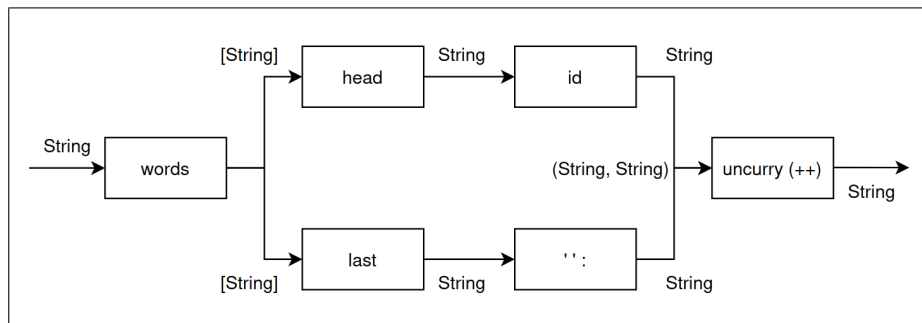 [String] String String
head id
String (String, String)
words uncurry (++)
String
last ' ' :
[String] String String